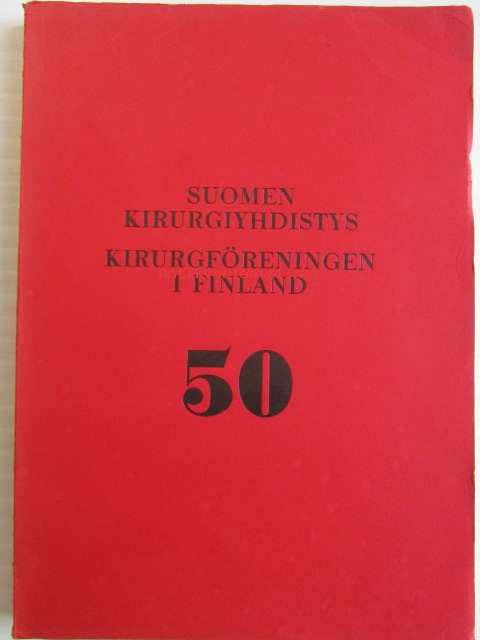 SUOMEN
KIRURGIYHDISTYS
KIRURGFÖRENINGEN
I FINLAND
50